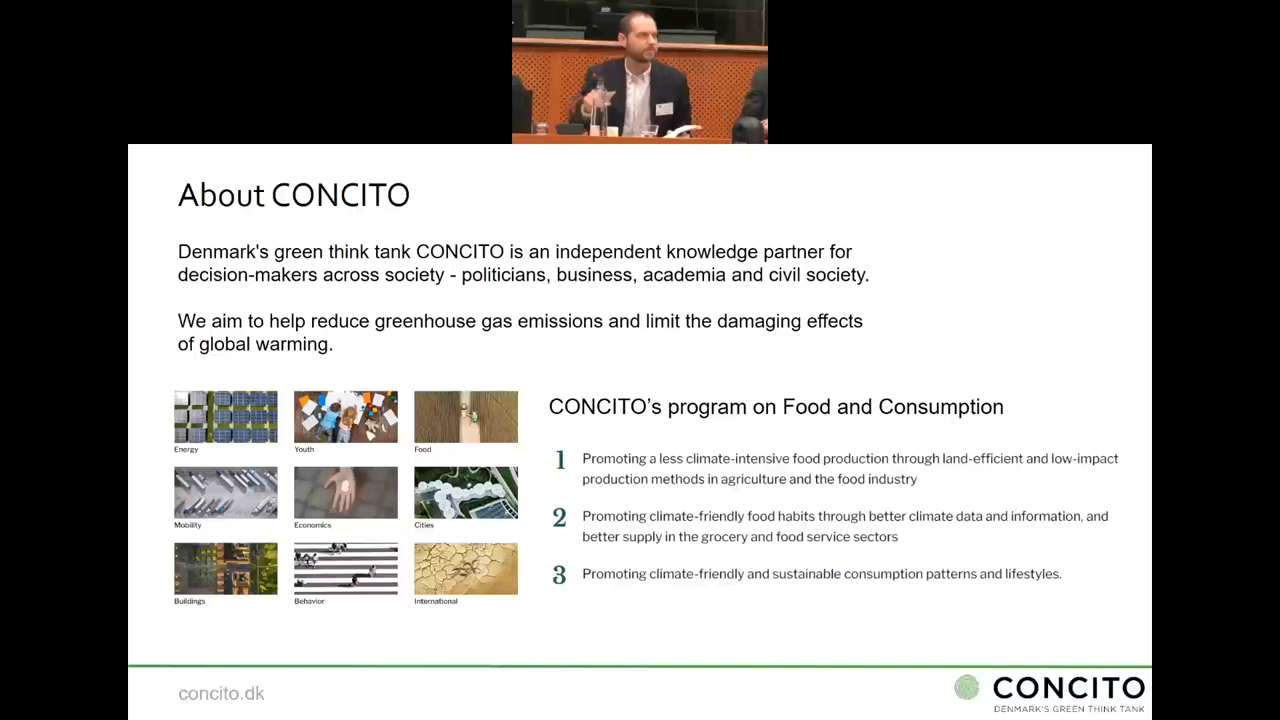 About CONCITO
Denmark's green think tank CONCITO is an independent knowledge partner for
decision-makers across society - politicians, business, academia and civil society.
We aim to help reduce greenhouse gas emissions and limit the damaging effects
of global warming.
Energy
Youth
Food
Mobility
Economics
Cities
Buildings
Behavior
International
CONCITO’s program on Food and Consumption
1 Promoting a less climate-intensive food production through land-efficient and low-impact
production methods in agriculture and the food industry
2 Promoting climate-friendly food habits through better climate data and information, and
better supply in the grocery and food service sectors
3 Promoting climate-friendly and sustainable consumption patterns and lifestyles.
concito.dk
CONCITO
DENMARK'S GREEN THINK TANK